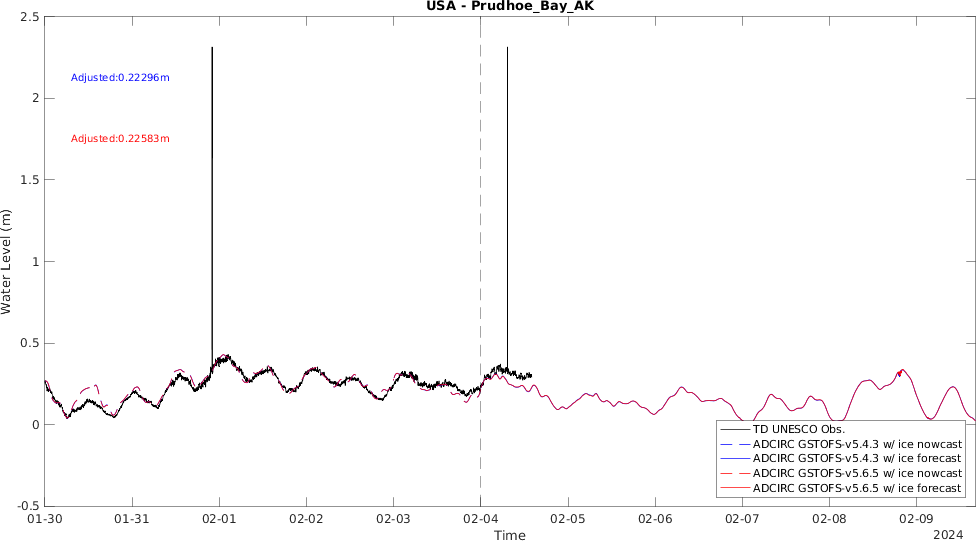 USA - Prudhoe_Bay_AK
2.5
2
1.5
1
0.5
0
-0.5
Water Level (m)
Adjusted:0.22296m
Adjusted:0.22583m
TD UNESCO Obs.
ADCIRC GSTOFS-v5.4.3 w/ ice nowcast
ADCIRC GSTOFS-v5.4.3 w/ ice forecast
ADCIRC GSTOFS-v5.6.5 w/ ice nowcast
ADCIRC GSTOFS-v5.6.5 w/ ice forecast
01-30 01-31 02-01 02-02 02-03 02-04 02-05 02-06 02-07 02-08 02-09
Time
2024